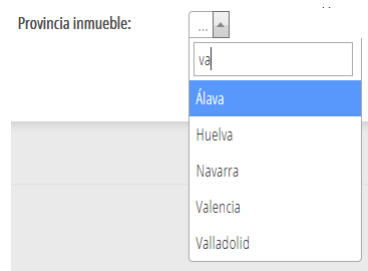 Provincia inmueble:
...
va
Álava
Huelva
Navarra
Valencia
Valladolid